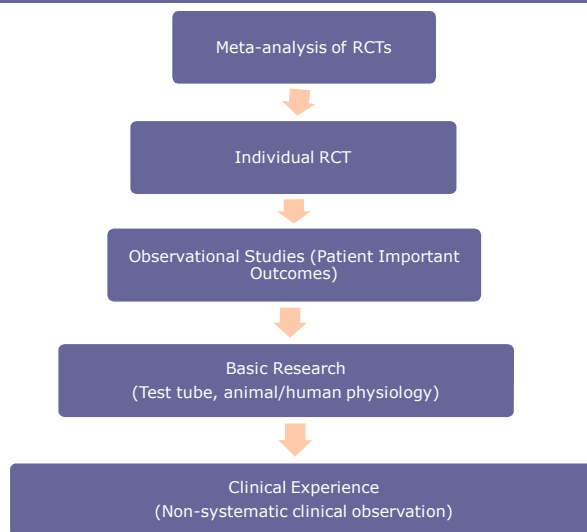 Meta-analysis of RCTs
Individual RCT
Observational Studies (Patient Important
Outcomes)
Basic Research
(Test tube, animal/human physiology)
Clinical Experience
(Non-systematic clinical observation)